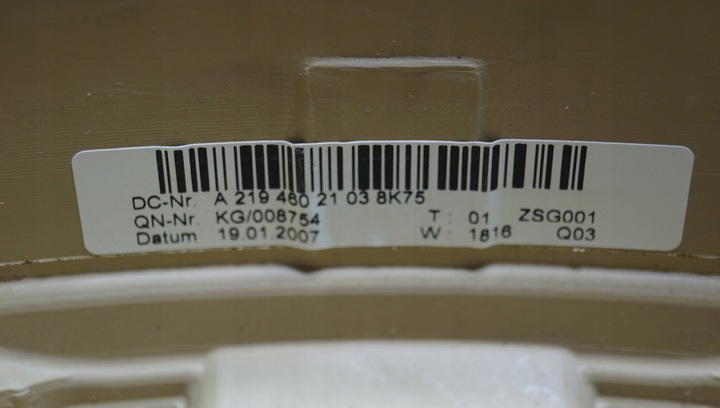 DC-Nr. A 219 460 21 03 8K75
QN-Nr. KG/008754 T : 01 ZSG001
Datum 19.01.2007 W : 1816 Q03